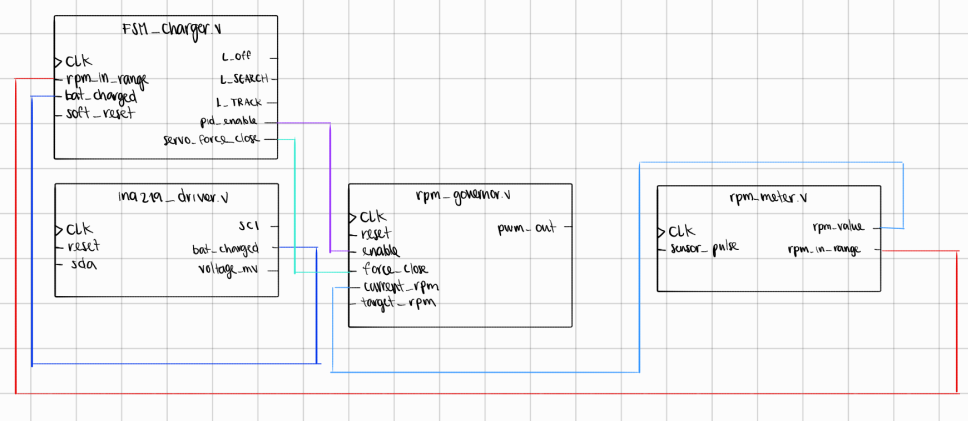 FSM_charger.v
CLK
rpm_in_range
bat_charged
soft_reset
L_off
L_SEARCH
L_TRACK
pid_enable
servo_force_close
ina219_driver.v
CLK
reset
sda
SCl
bat_charged
voltage_mv
rpm_governor.v
CLK
reset
enable
force_close
current_rpm
target_rpm
pwm_out
rpm_meter.v
CLK
sensor_pulse
rpm_value
rpm_in_range